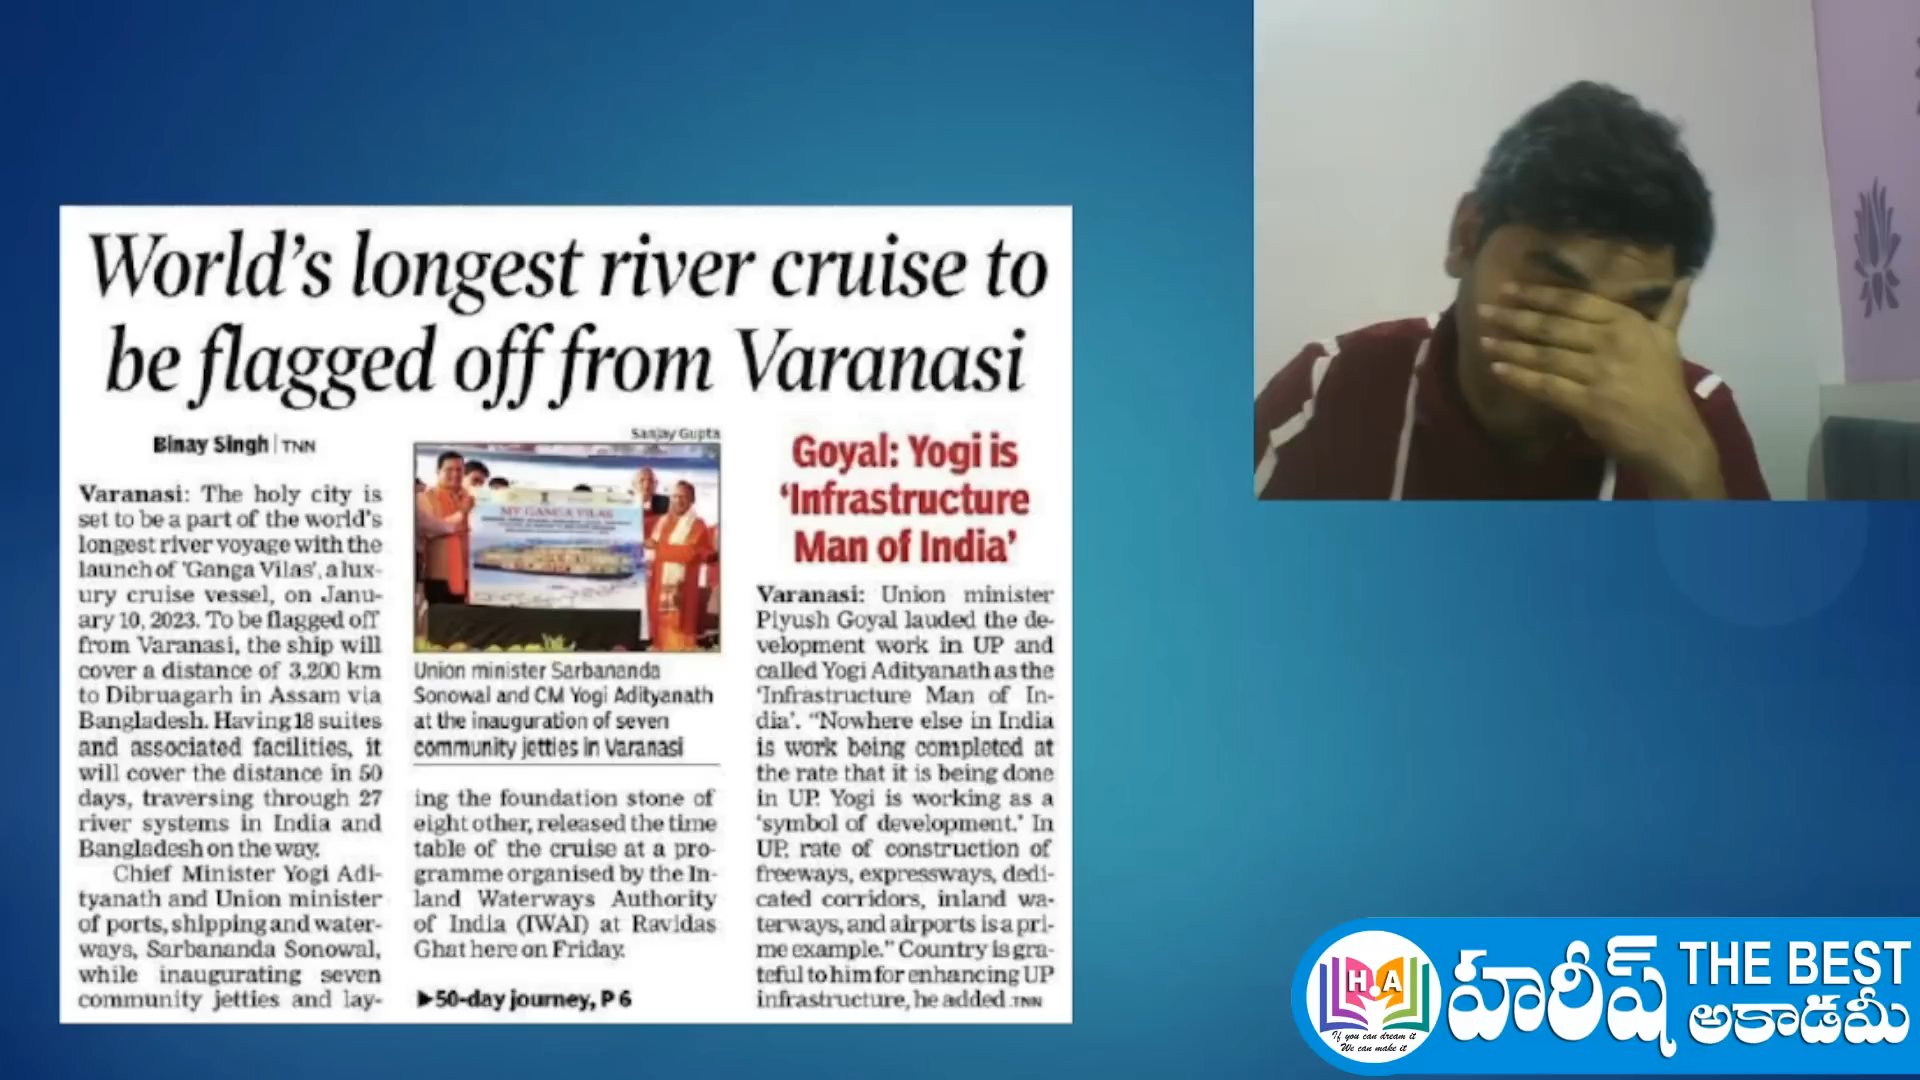 World's longest river cruise to
be flagged off from Varanasi
Binay Singh | TNN
Varanasi: The holy city is
set to be a part of the world's
longest river voyage with the
launch of 'Ganga Vilas', a lux-
ury cruise vessel, on Janu-
ary 10, 2023. To be flagged off
from Varanasi, the ship will
cover a distance of 3,200 km
to Dibruagarh in Assam via
Bangladesh. Having 18 suites
and associated facilities, it
will cover the distance in 50
days, traversing through 27
river systems in India and
Bangladesh on the way.
Chief Minister Yogi Adi-
tyanath and Union minister
of ports, shipping and water-
ways, Sarbananda Sonowal,
while inaugurating seven
community jetties and lay-
Sanjay Gupta
MV GANGA VILAS
Union minister Sarbananda
Sonowal and CM Yogi Adityanath
at the inauguration of seven
community jetties in Varanasi
ing the foundation stone of
eight other, released the time
table of the cruise at a pro-
gramme organised by the In-
land Waterways Authority
of India (IWAI) at Ravidas
Ghat here on Friday.
▶50-day journey, P 6
Goyal: Yogi is
'Infrastructure
Man of India'
Varanasi: Union minister
Piyush Goyal lauded the de-
velopment work in UP and
called Yogi Adityanath as the
'Infrastructure Man of In-
dia'. "Nowhere else in India
is work being completed at
the rate that it is being done
in UP. Yogi is working as a
'symbol of development.' In
UP, rate of construction of
freeways, expressways, dedi-
cated corridors, inland wa-
terways, and airports is a pri-
me example." Country is gra-
teful to him for enhancing UP
infrastructure, he added. TNN
H.A
If you can dream it
We can make it
హరీష్ THE BEST
అకాడమీ